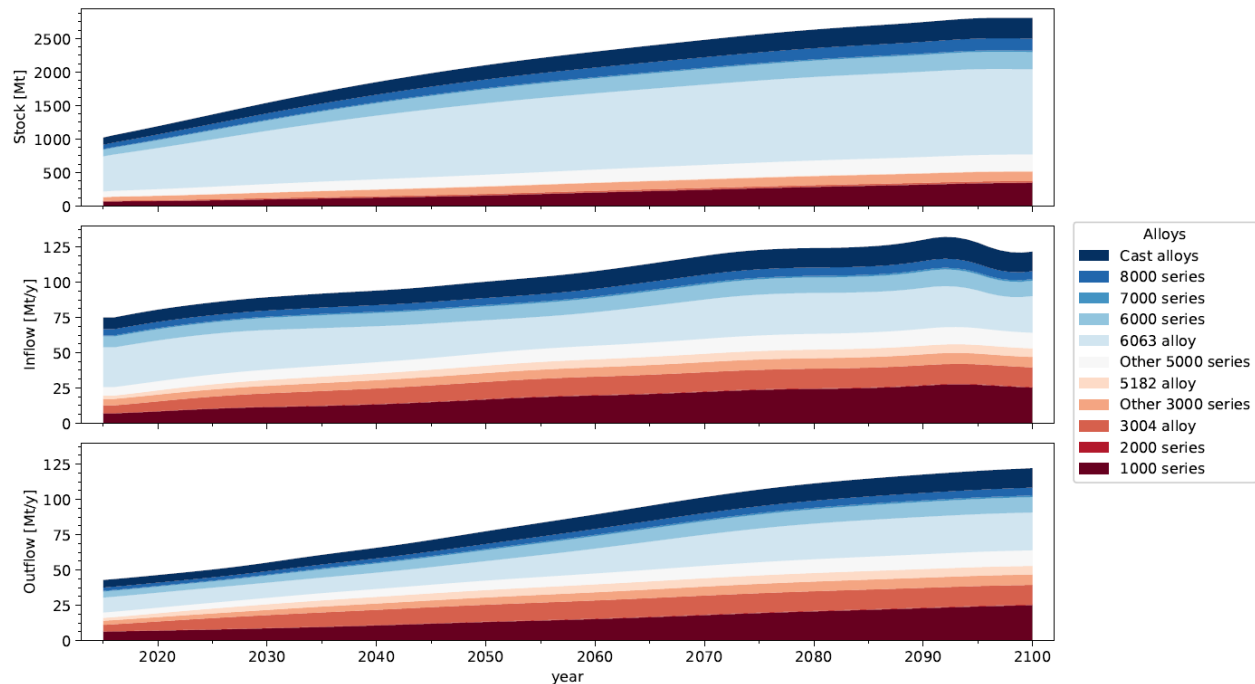 Stock [Mt]
2500
2000
1500
1000
500
0
Inflow [Mt/y]
125
100
75
50
25
0
Outflow [Mt/y]
125
100
75
50
25
0
2020 2030 2040 2050 2060 2070 2080 2090 2100
year
Alloys
Cast alloys
8000 series
7000 series
6000 series
6063 alloy
Other 5000 series
5182 alloy
Other 3000 series
3004 alloy
2000 series
1000 series